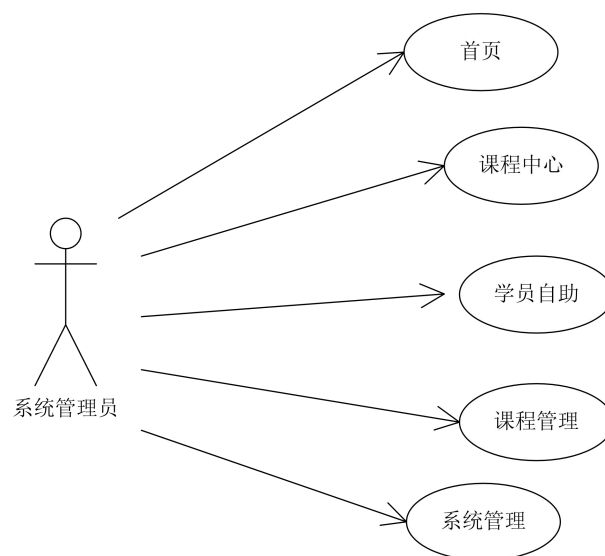 首页
课程中心
学员自助
系统管理员
课程管理
系统管理